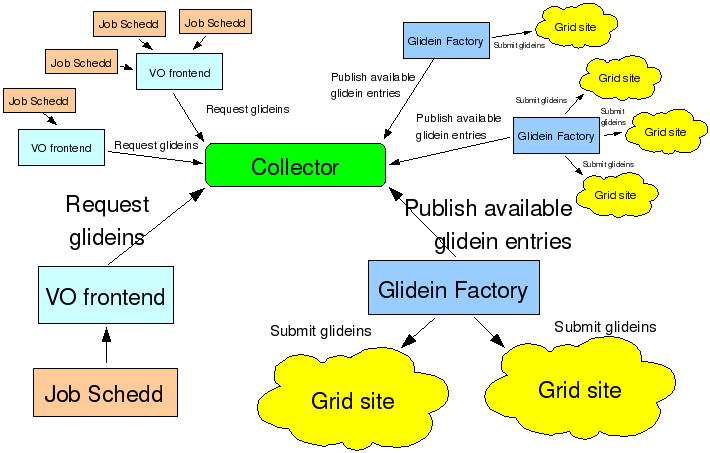 Job Schedd
Job Schedd
Job Schedd
VO frontend
Job Schedd
VO frontend
Request glideins
Request glideins
Glidein Factory
Submit glideins
Grid site
Publish available
glidein entries
Grid site
Submit glideins
Publish available
glidein entries
Glidein Factory
Submit
glideins
Grid site
Submit glideins
Grid site
Collector
Request
glideins
Publish available
glidein entries
VO frontend
Glidein Factory
Submit glideins
Submit glideins
Job Schedd
Grid site
Grid site